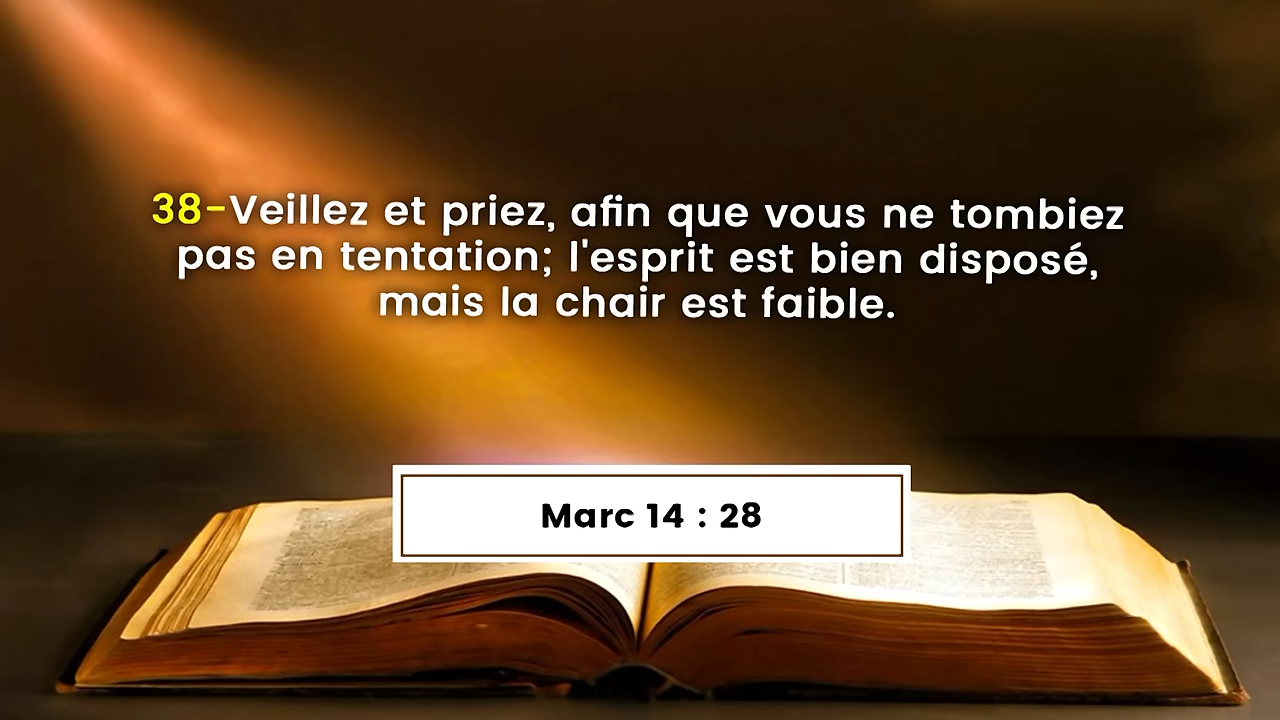 38-Veillez et priez, afin que vous ne tombiez
pas en tentation; l'esprit est bien disposé,
mais la chair est faible.
Marc 14 : 28